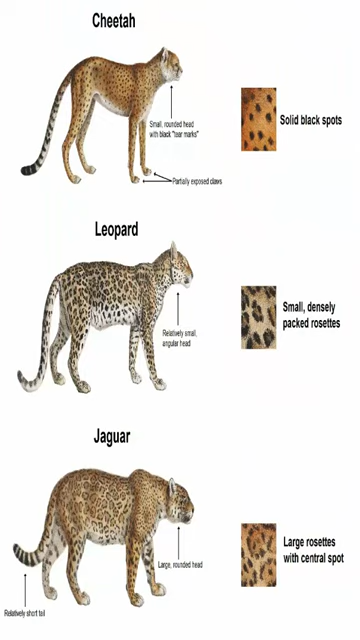 Cheetah
Small, rounded head
with black "tear marks"
Solid black spots
Partially exposed claws
Leopard
Relatively small,
angular head
Small, densely
packed rosettes
Jaguar
Large, rounded head
Large rosettes
with central spot
Relatively short tail